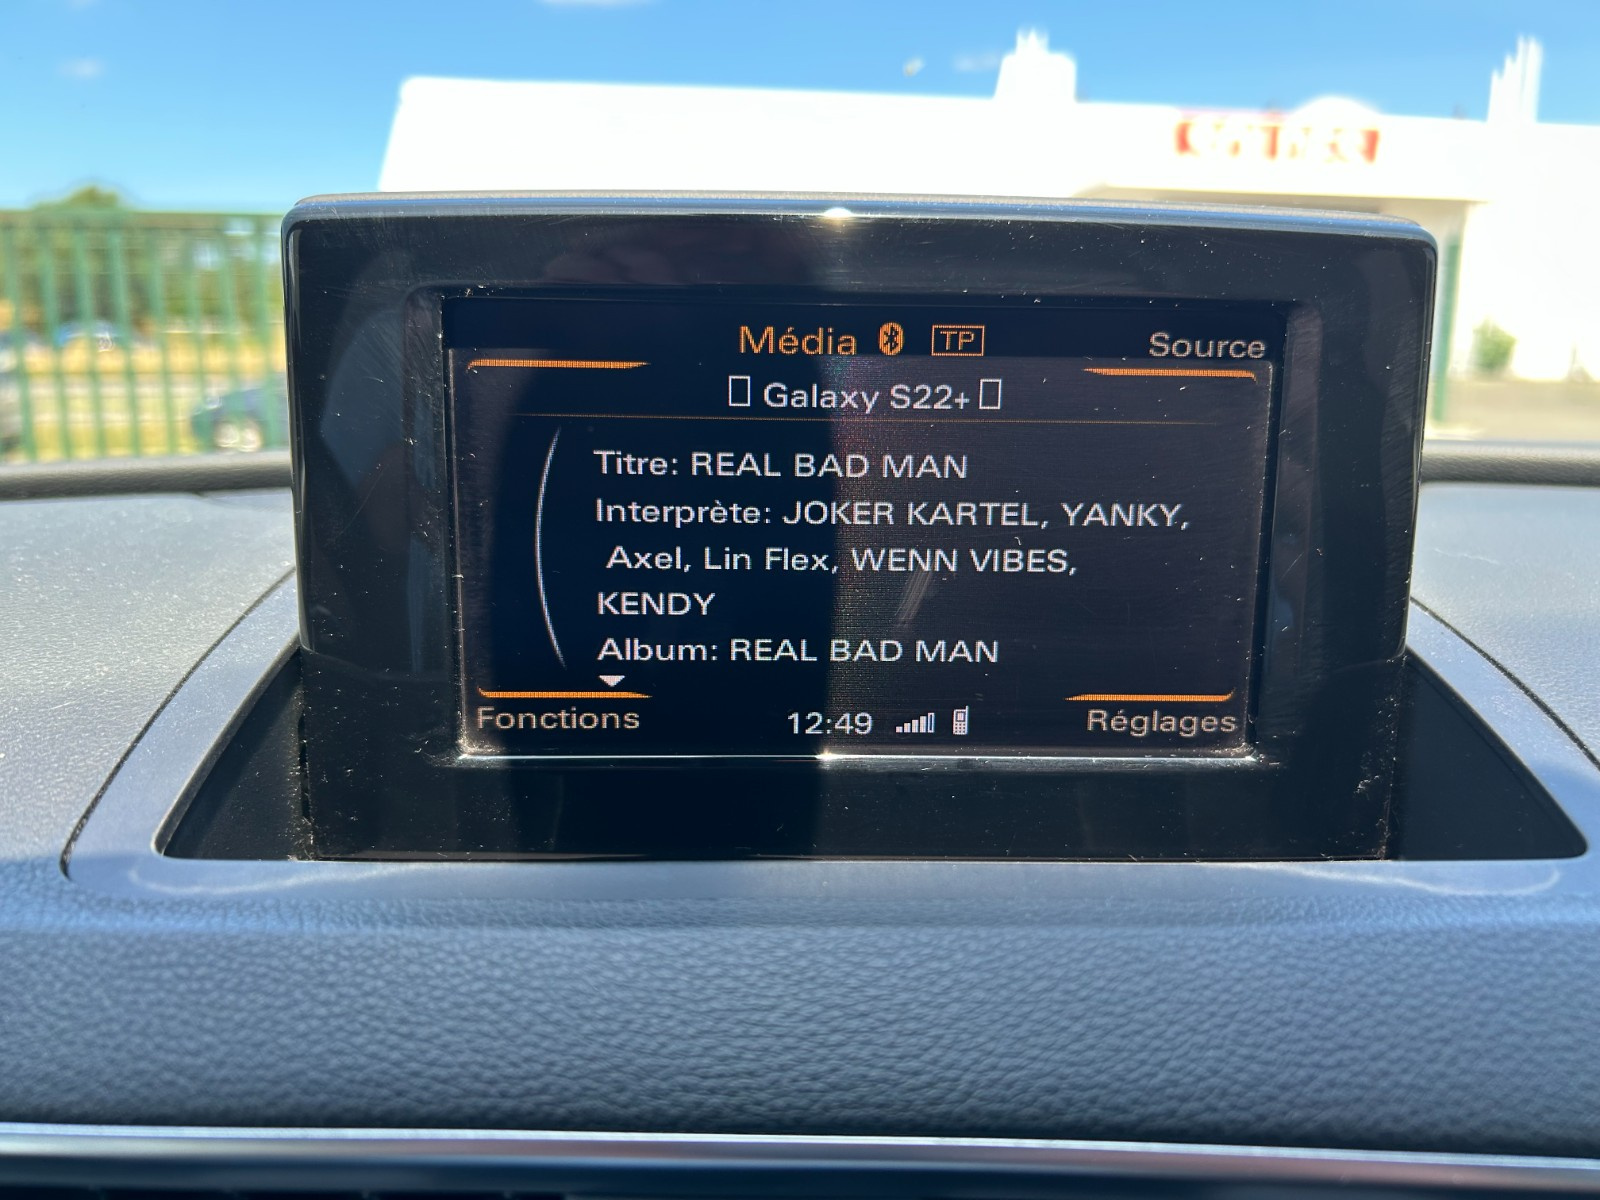 Média TP
Source
Galaxy S22+
Titre: REAL BAD MAN
Interprète: JOKER KARTEL, YANKY,
Axel, Lin Flex, WENN VIBES,
KENDY
Album: REAL BAD MAN
Fonctions
12:49
Réglages